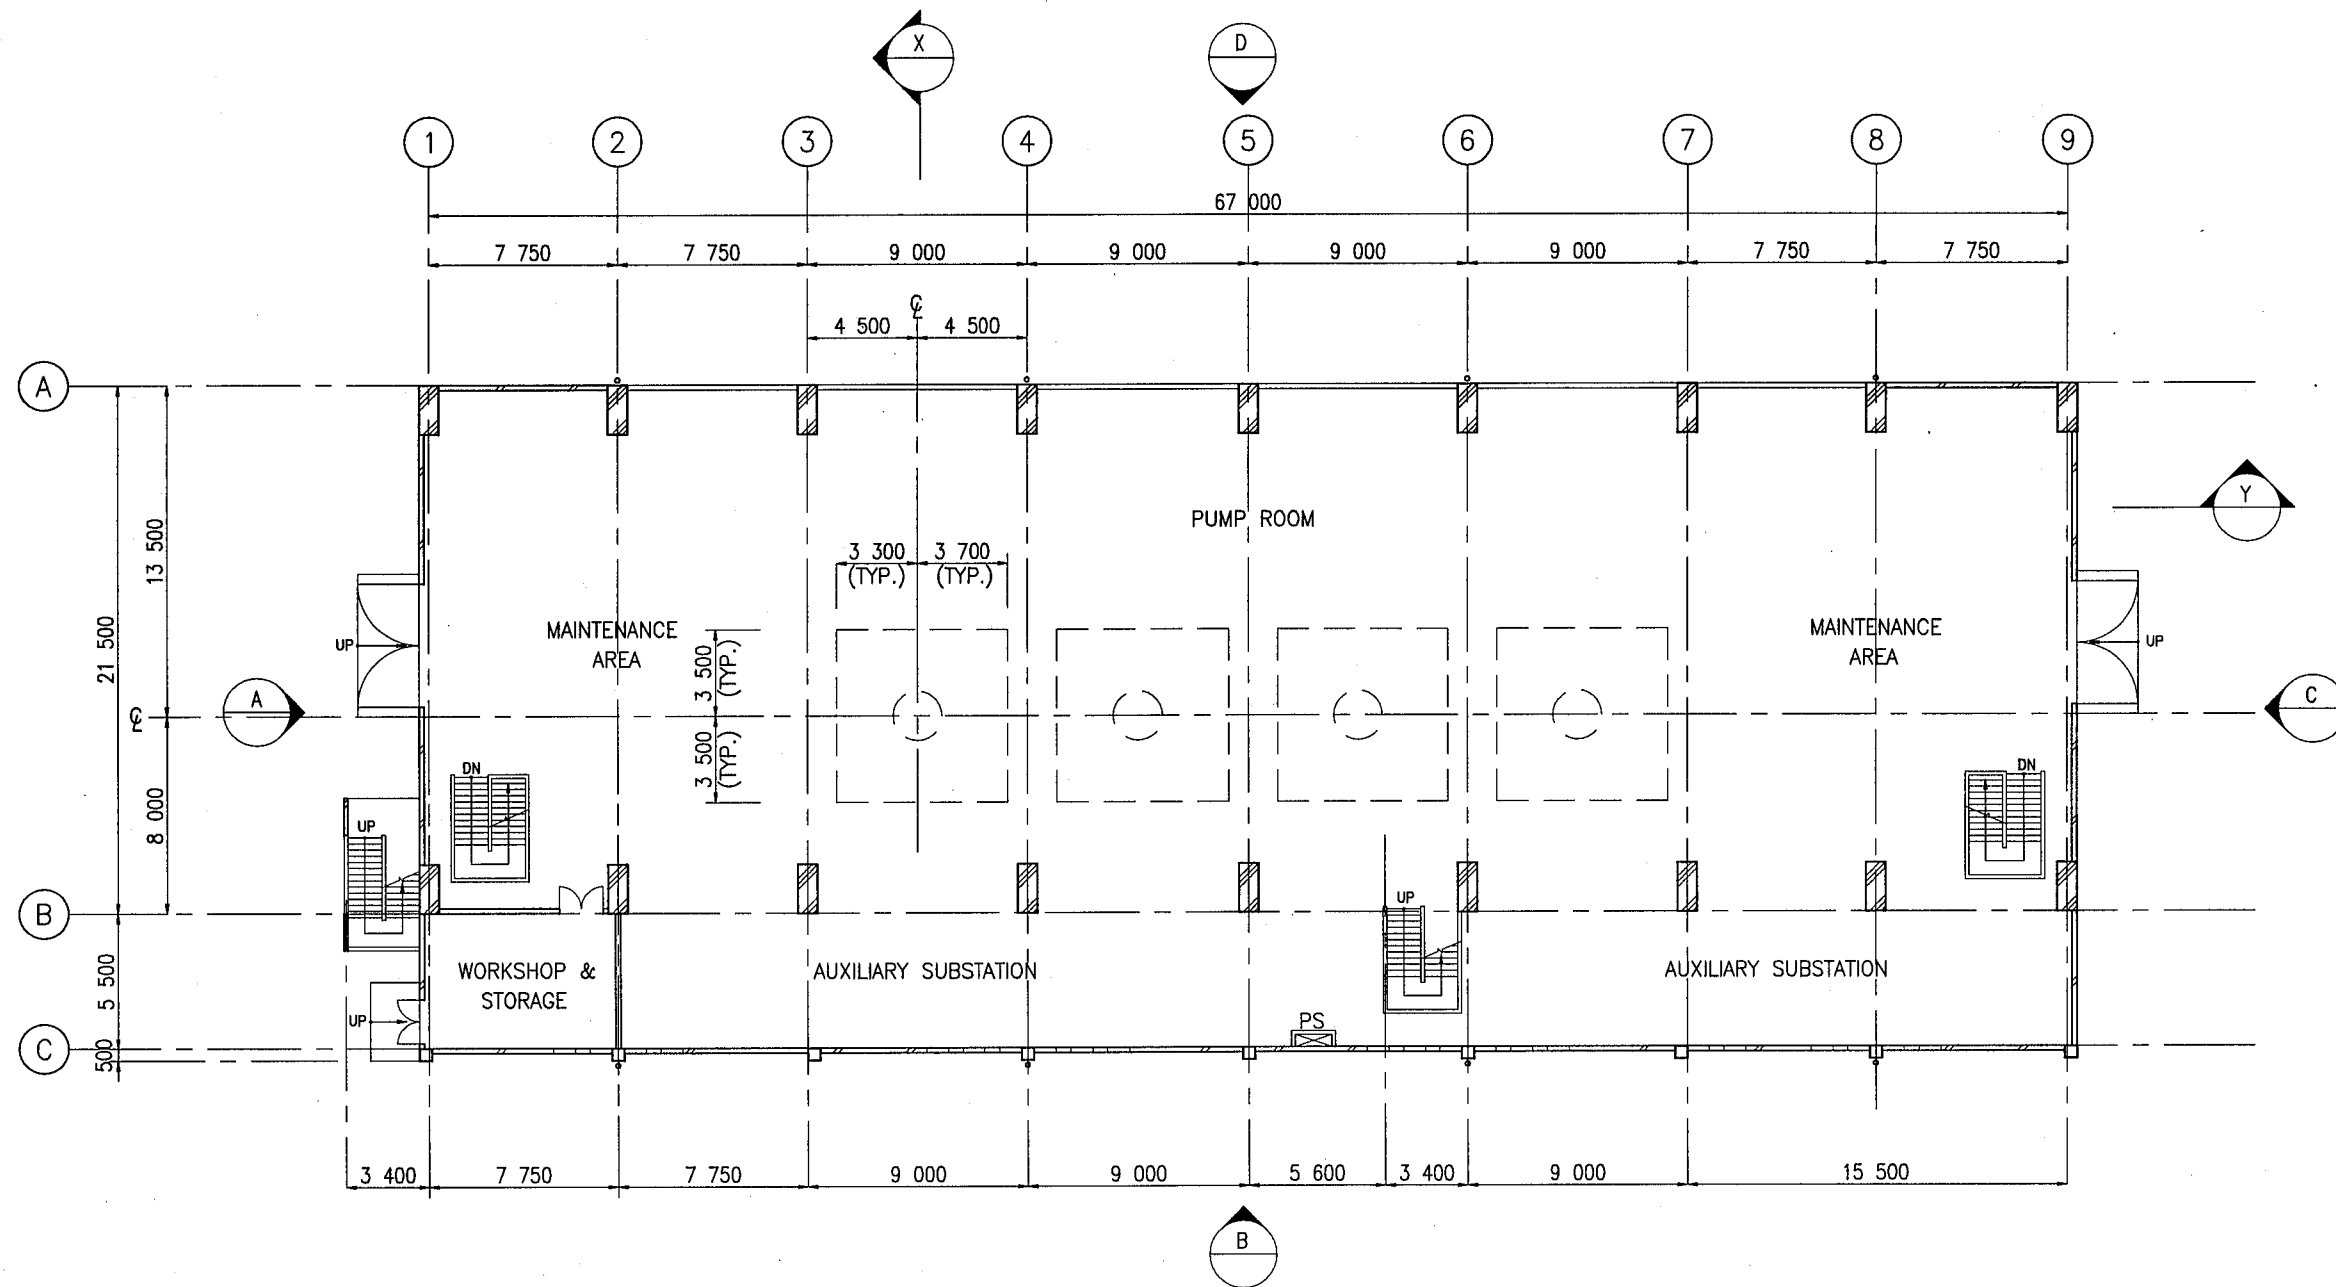 X
D
1
2
3
4
5
6
7
8
9
67 000
7 750
7 750
9 000
9 000
9 000
9 000
7 750
7 750
℄
4 500
4 500
A
13 500
21 500
PUMP ROOM
Y
3 300
(TYP.)
3 700
(TYP.)
MAINTENANCE
AREA
MAINTENANCE
AREA
UP
UP
3 500
(TYP.)
A
℄
C
3 500
(TYP.)
DN
DN
8 000
UP
B
UP
WORKSHOP &
STORAGE
AUXILIARY SUBSTATION
AUXILIARY SUBSTATION
5 500
UP
PS
C
500
3 400
7 750
7 750
9 000
9 000
5 600
3 400
9 000
15 500
B